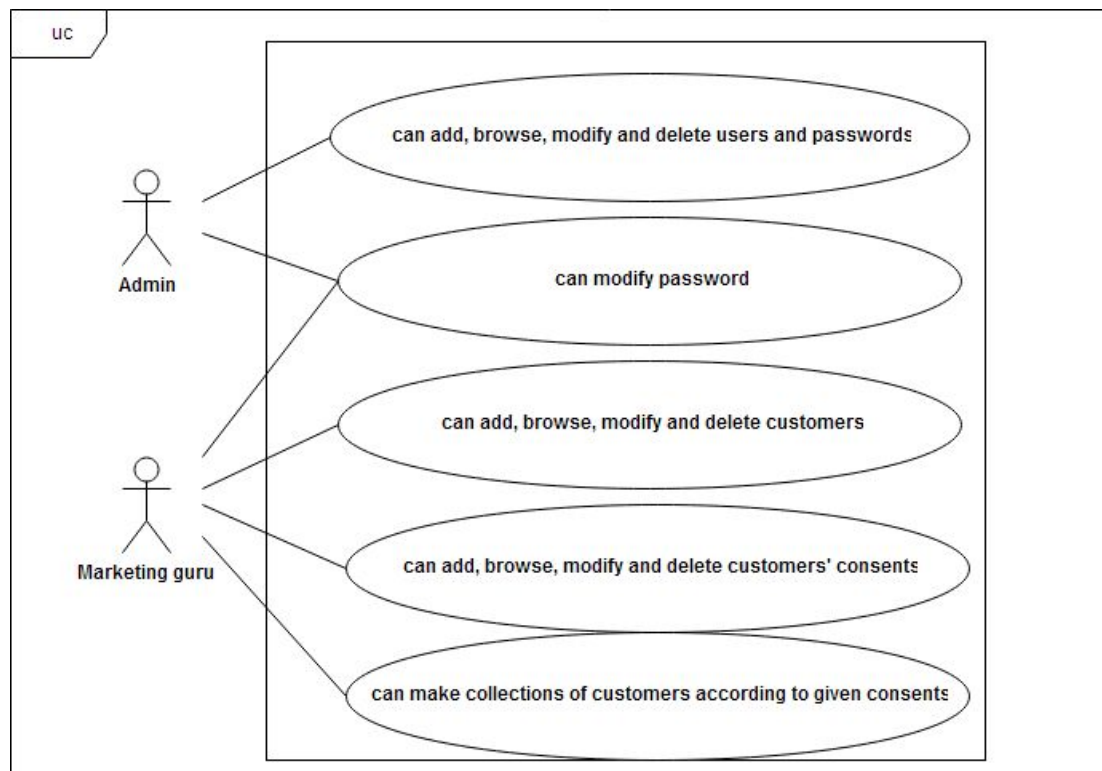 uc
can add, browse, modify and delete users and passwords
can modify password
Admin
can add, browse, modify and delete customers
can add, browse, modify and delete customers' consents
Marketing guru
can make collections of customers according to given consents